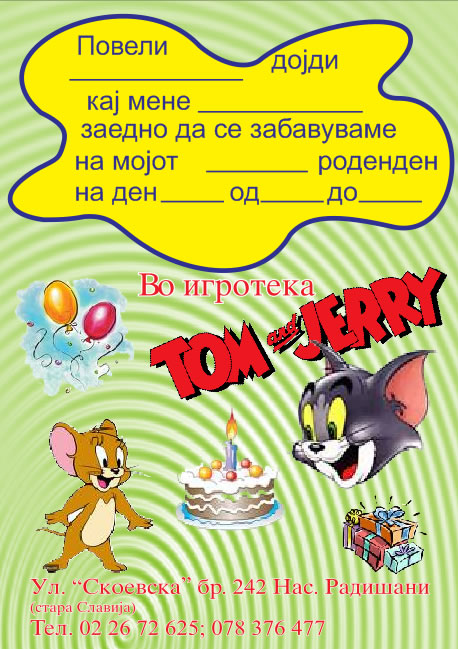 Повели
____________ дојди
кај мене ____________
заедно да се забавуваме
на мојот _______ роденден
на ден_____ од_____до_____
Во игротека
TOM and JERRY
Ул. “Скоевска” бр. 242 Нас. Радишани
(стара Славија)
Тел. 02 26 72 625; 078 376 477